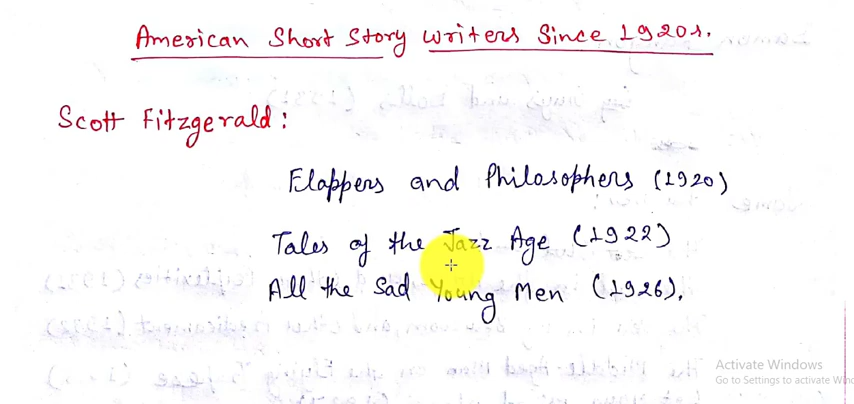 American Short Story writers Since 1920s.
Scott Fitzgerald:
Flappers and Philosophers (1920)
Tales of the Jazz Age (1922)
All the Sad Young Men (1926).
Activate Windows
Go to Settings to activate Win